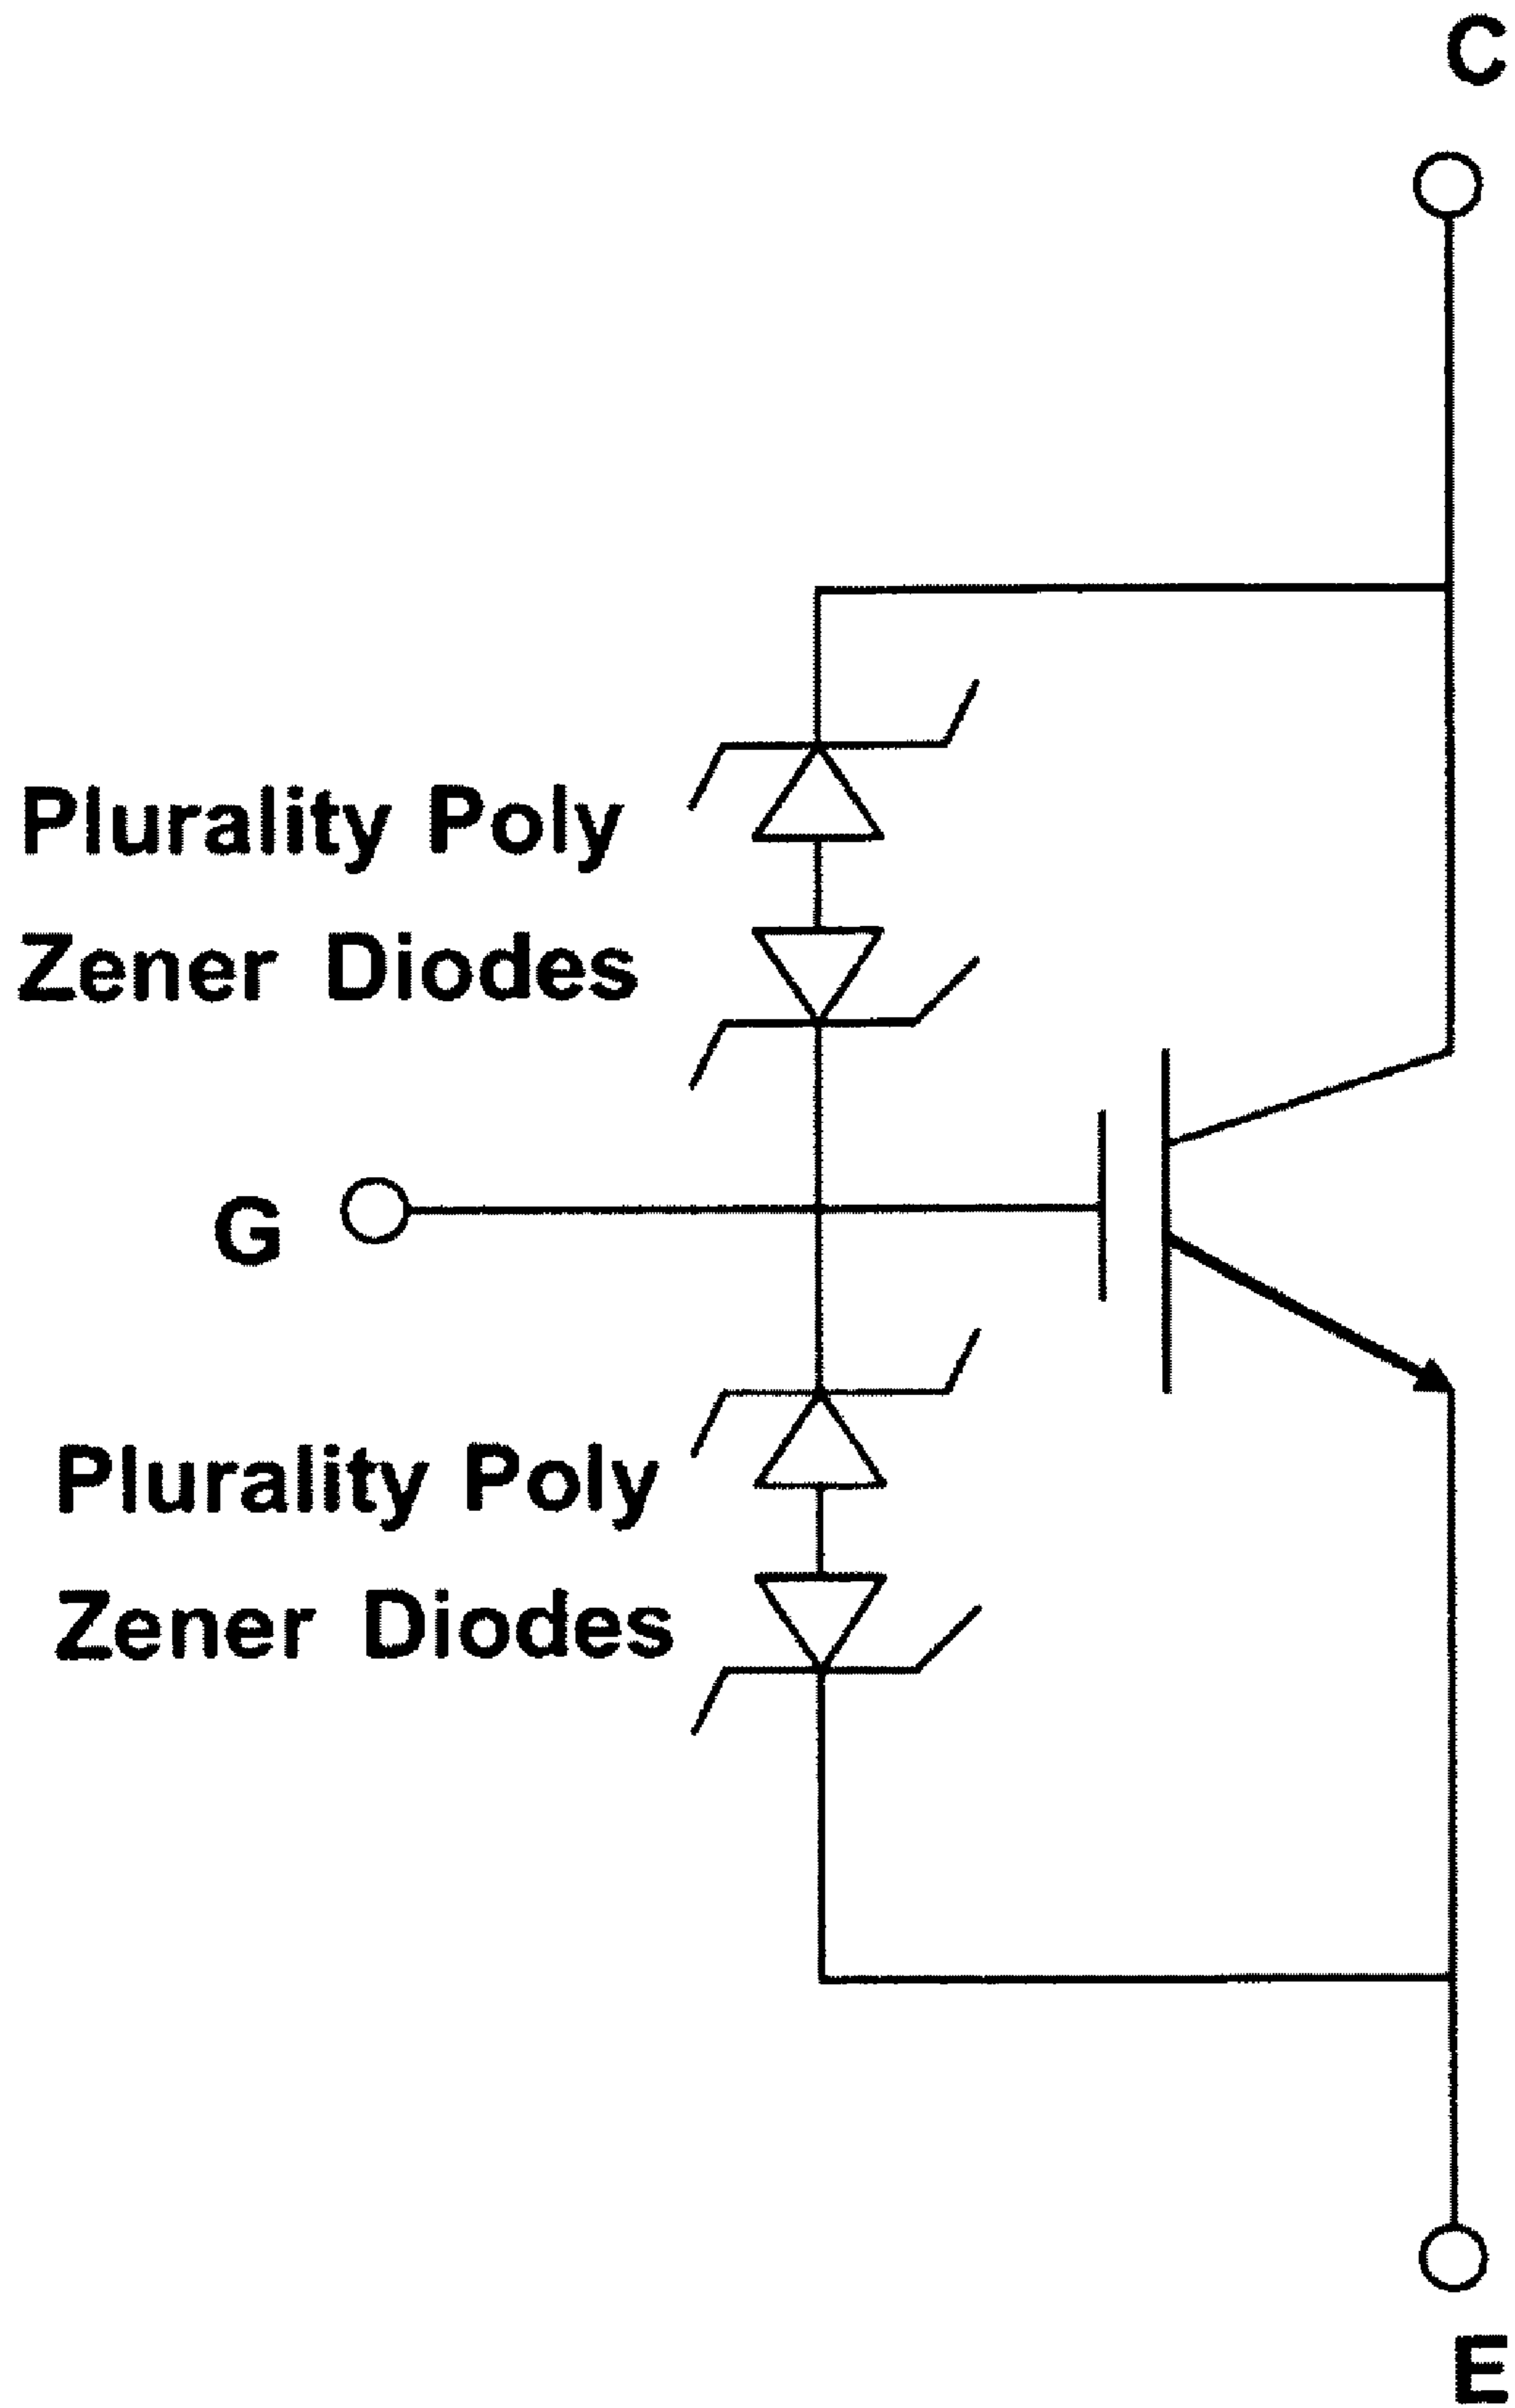 C
Plurality Poly
Zener Diodes
G
Plurality Poly
Zener Diodes
E